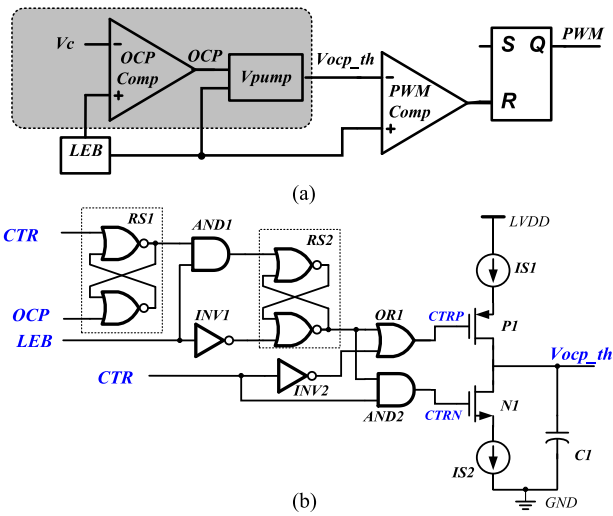 Vc
OCP Comp
OCP
Vpump
Vocp_th
PWM Comp
S Q
R
PWM
LEB
(a)
RS1
AND1
RS2
CTR
OCP
LEB
INV1
CTR
INV2
OR1
AND2
CTRP
CTRN
LVDD
IS1
P1
Vocp_th
N1
C1
IS2
GND
(b)